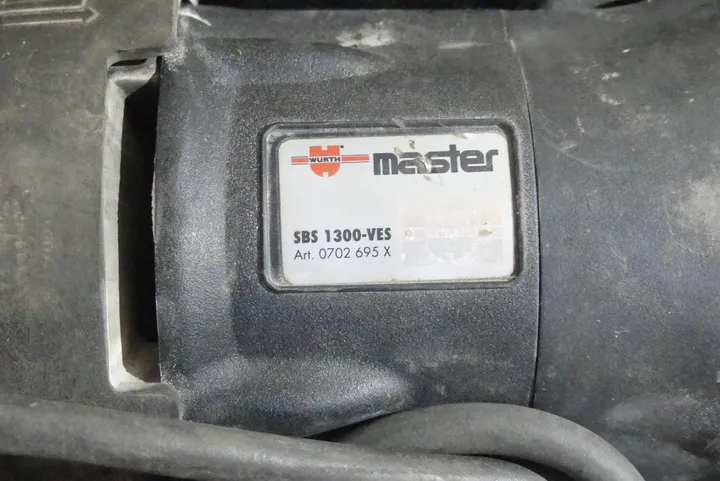 WÜRTH master
SBS 1300-VES
Art. 0702 695 X